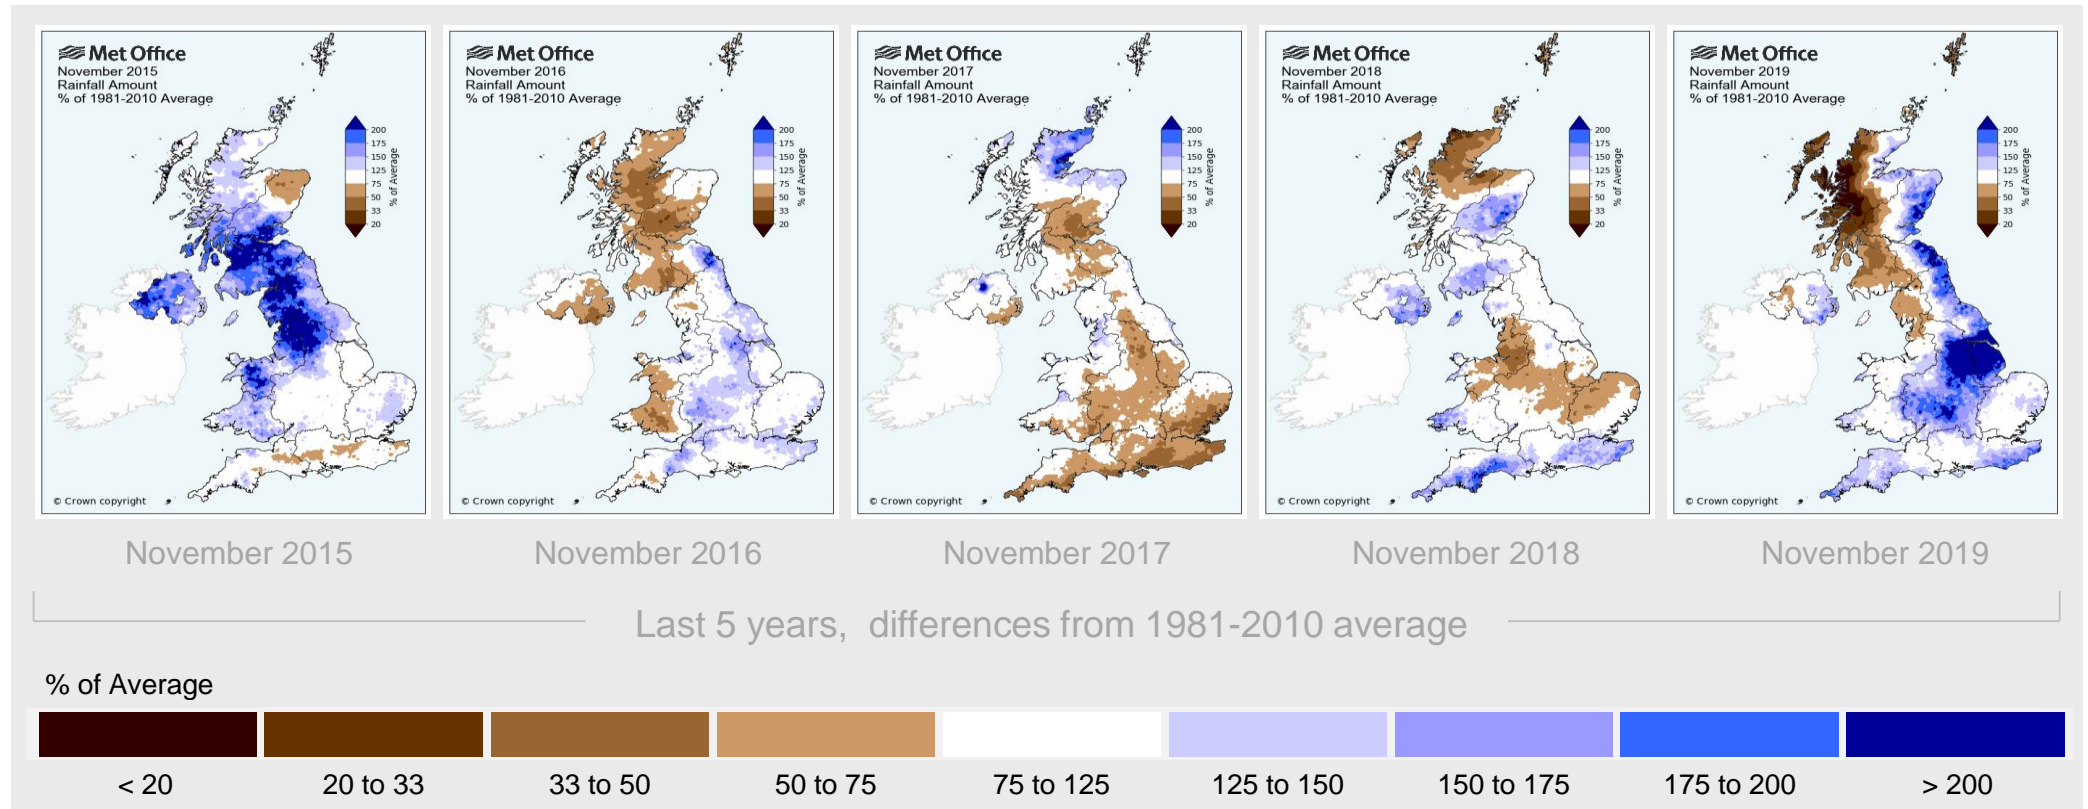 Met Office
November 2015
Rainfall Amount
% of 1981-2010 Average
200
175
150
125
75
50
33
20
% of Average
© Crown copyright
Met Office
November 2016
Rainfall Amount
% of 1981-2010 Average
200
175
150
125
75
50
33
20
% of Average
© Crown copyright
Met Office
November 2017
Rainfall Amount
% of 1981-2010 Average
200
175
150
125
75
50
33
20
% of Average
© Crown copyright
Met Office
November 2018
Rainfall Amount
% of 1981-2010 Average
200
175
150
125
75
50
33
20
% of Average
© Crown copyright
Met Office
November 2019
Rainfall Amount
% of 1981-2010 Average
200
175
150
125
75
50
33
20
% of Average
© Crown copyright
November 2015
November 2016
November 2017
November 2018
November 2019
Last 5 years, differences from 1981-2010 average
% of Average
< 20
20 to 33
33 to 50
50 to 75
75 to 125
125 to 150
150 to 175
175 to 200
> 200